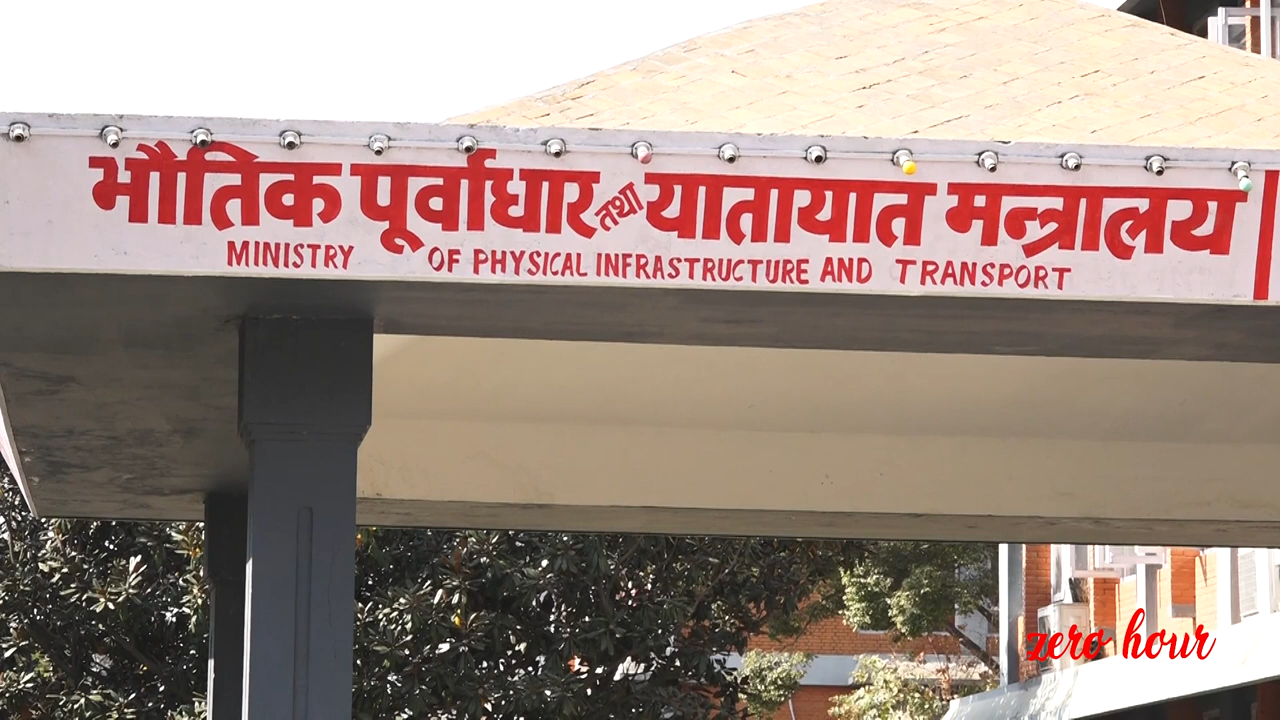 भौतिक पूर्वाधार तथा यातायात मन्त्रालय
MINISTRY OF PHYSICAL INFRASTRUCTURE AND TRANSPORT
zero hour